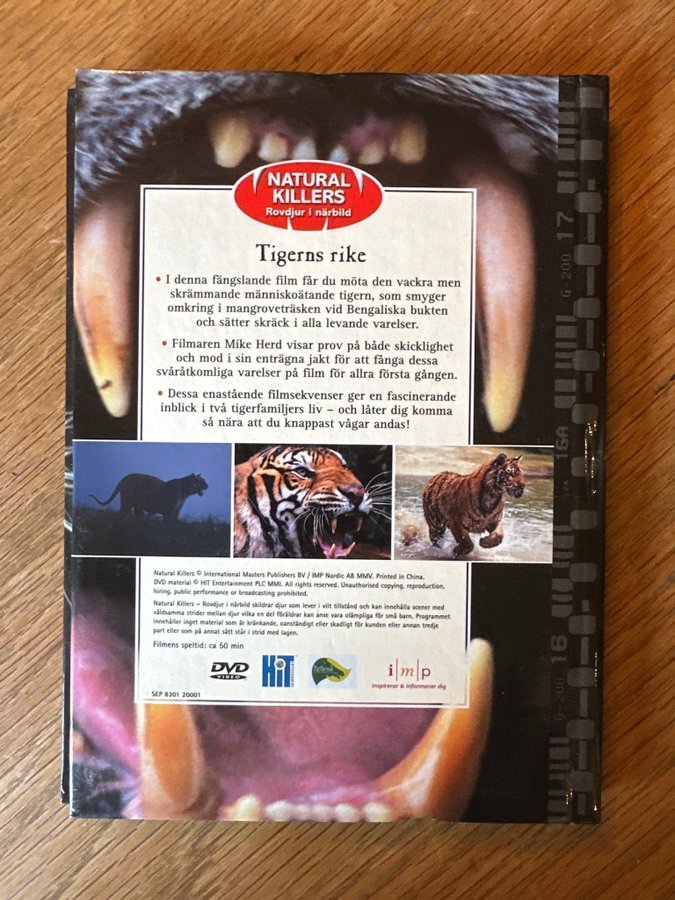 NATURAL
KILLERS
Rovdjur i närbild
Tigerns rike
• I denna fängslande film får du möta den vackra men
skrämmande människoätande tigern, som smyger
omkring i mangroveträsken vid Bengaliska bukten
och sätter skräck i alla levande varelser.
• Filmaren Mike Herd visar prov på både skicklighet
och mod i sin enträgna jakt för att fånga dessa
svåråtkomliga varelser på film för allra första gången.
• Dessa enastående filmsekvenser ger en fascinerande
inblick i två tigerfamiljers liv – och låter dig komma
så nära att du knappast vågar andas!
Natural Killers © International Masters Publishers BV / IMP Nordic AB MMV. Printed in China.
DVD material © HIT Entertainment PLC MMI. All rights reserved. Unauthorised copying, reproduction,
hiring, public performance or broadcasting prohibited.
Natural Killers – Rovdjur i närbild skildrar djur som lever i vilt tillstånd och kan innehålla scener med
våldsamma strider mellan djur vilka en del föräldrar kan anse vara olämpliga för små barn. Programmet
innehåller inget material som är kränkande, oanständigt eller skadligt för kunden eller annan tredje
part eller som på annat sätt står i strid med lagen.
Filmens speltid: ca 50 min
DVD
VIDEO
HiT
i|m|p
inspirerar & informerar dig
SEP 8301 20001
17
G 200
16A
16